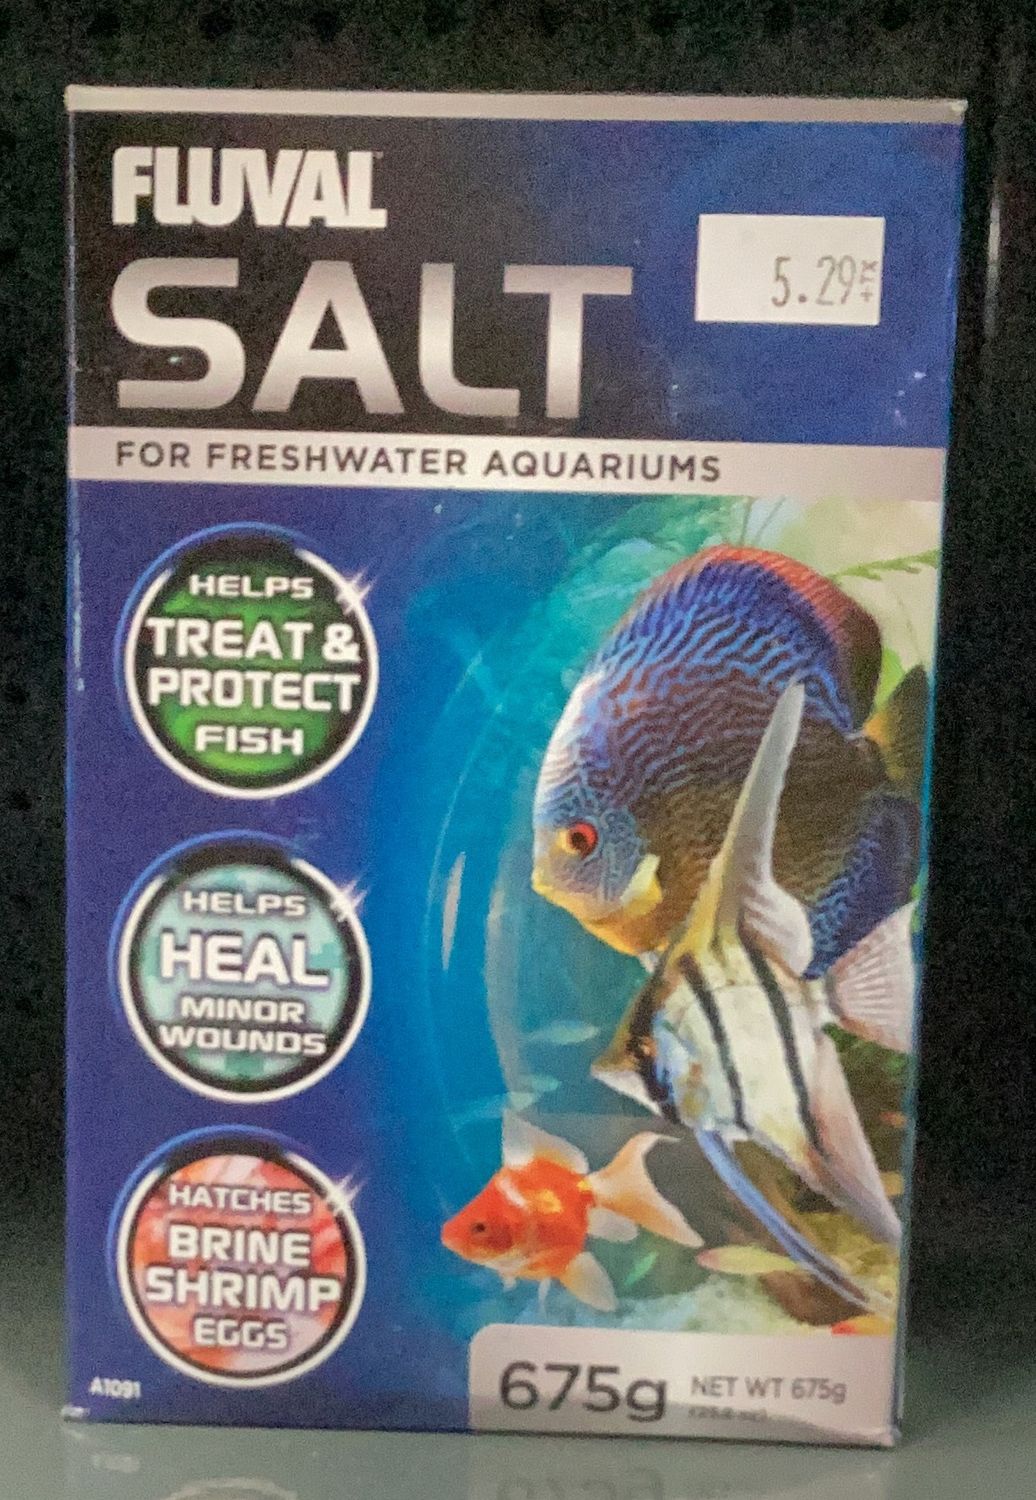 FLUVAL
SALT
5.29
FOR FRESHWATER AQUARIUMS
HELPS
TREAT &
PROTECT
FISH
HELPS
HEAL
MINOR
WOUNDS
HATCHES
BRINE
SHRIMP
EGGS
A1091
675g
NET WT 675g